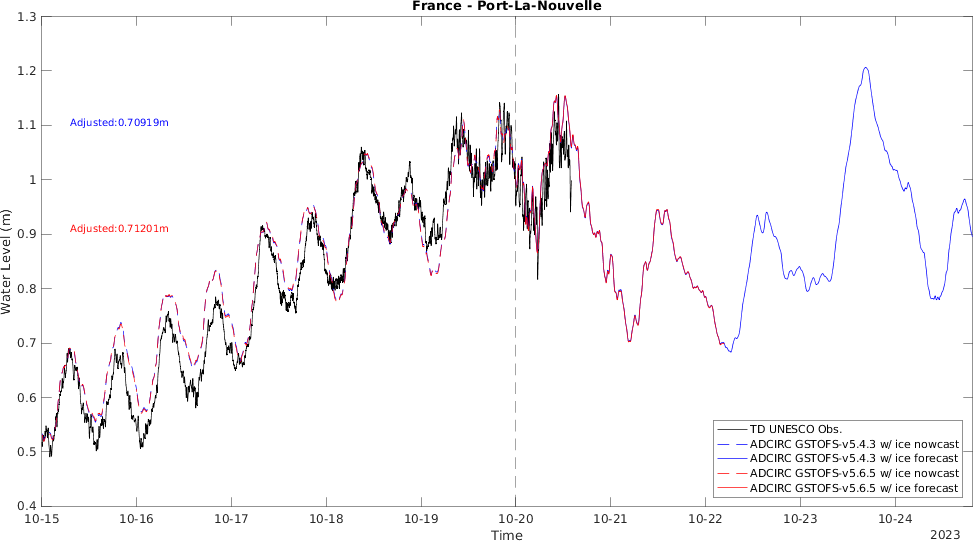 France - Port-La-Nouvelle
1.3
1.2
1.1
1
0.9
0.8
0.7
0.6
0.5
0.4
Water Level (m)
Adjusted:0.70919m
Adjusted:0.71201m
TD UNESCO Obs.
ADCIRC GSTOFS-v5.4.3 w/ ice nowcast
ADCIRC GSTOFS-v5.4.3 w/ ice forecast
ADCIRC GSTOFS-v5.6.5 w/ ice nowcast
ADCIRC GSTOFS-v5.6.5 w/ ice forecast
10-15 10-16 10-17 10-18 10-19 10-20 10-21 10-22 10-23 10-24
Time
2023